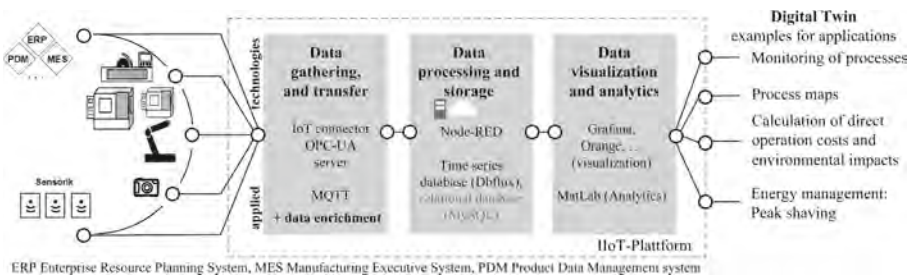 ERP
PDM
MES
...
Sensorik
technologies
applied
Data
gathering,
and transfer
IoT connector
OPC-UA
server
MQTT
+ data enrichment
Data
processing and
storage
Node-RED
Time series
database (Dbflux),
relational database
(MySQL)
Data
visualization
and analytics
Grafana,
Orange, ...
(visualization)
MatLab (Analytics)
IIoT-Plattform
Digital Twin
examples for applications
Monitoring of processes
Process maps
Calculation of direct
operation costs and
environmental impacts
Energy management:
Peak shaving
ERP Enterprise Resource Planning System, MES Manufacturing Executive System, PDM Product Data Management system